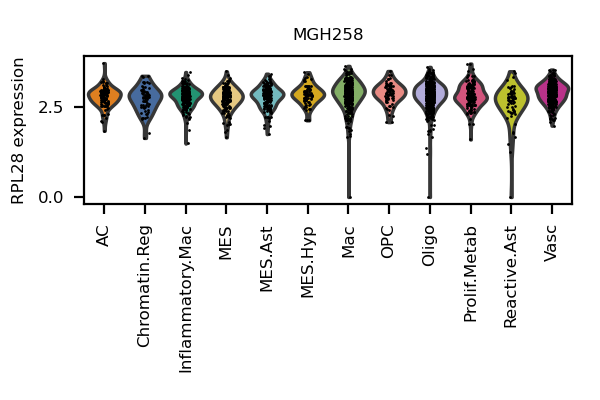 MGH258
RPL28 expression
2.5
0.0
AC
Chromatin.Reg
Inflammatory.Mac
MES
MES.Ast
MES.Hyp
Mac
OPC
Oligo
Prolif.Metab
Reactive.Ast
Vasc